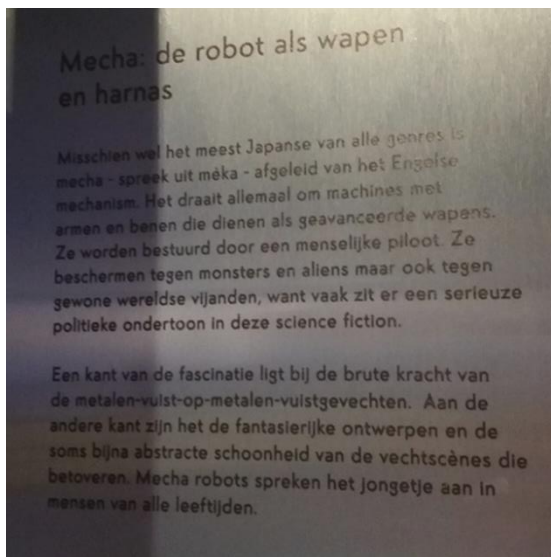 Mecha: de robot als wapen
en harnas
Misschien wel het meest Japanse van alle genres is
mecha - spreek uit méka - afgeleid van het Engelse
mechanism. Het draait allemaal om machines met
armen en benen die dienen als geavanceerde wapens.
Ze worden bestuurd door een menselijke piloot. Ze
beschermen tegen monsters en aliens maar ook tegen
gewone wereldse vijanden, want vaak zit er een serieuze
politieke ondertoon in deze science fiction.
Een kant van de fascinatie ligt bij de brute kracht van
de metalen-vuist-op-metalen-vuistgevechten. Aan de
andere kant zijn het de fantasierijke ontwerpen en de
soms bijna abstracte schoonheid van de vechtscènes die
betoveren. Mecha robots spreken het jongetje aan in
mensen van alle leeftijden.